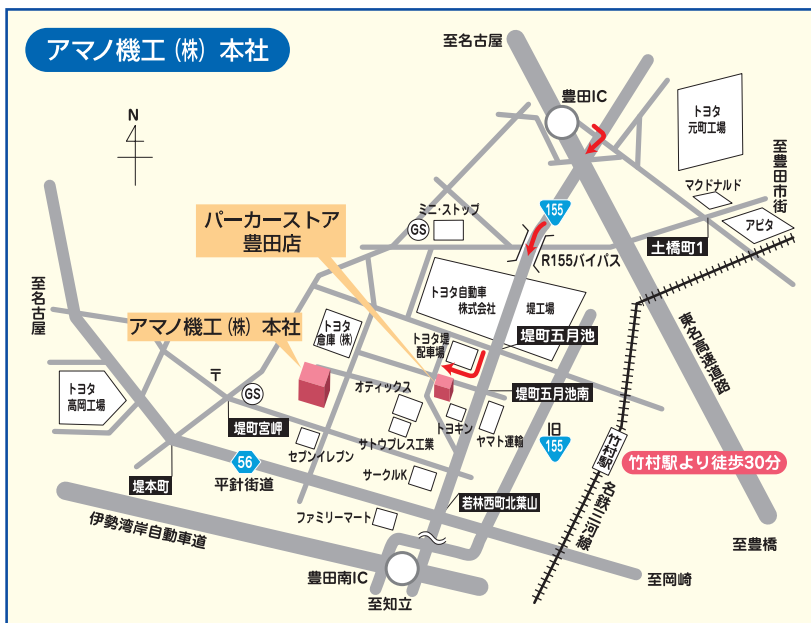 アマノ機工(株) 本社
至名古屋
豊田IC
トヨタ
元町工場
N
至豊田市街
マクドナルド
アピタ
ミニ・ストップ
GS
155
パーカーストア
豊田店
土橋町1
R155バイパス
至名古屋
トヨタ自動車
株式会社
堤工場
東名高速道路
アマノ機工(株) 本社
トヨタ
倉庫(株)
トヨタ堤
配車場
堤町五月池
〒
GS
トヨタ
高岡工場
オティックス
堤町五月池南
堤町宮岬
トヨキン
サトウプレス工業
ヤマト運輸
旧
155
竹村駅
竹村駅より徒歩30分
セブンイレブン
56
平針街道
サークルK
堤本町
若林西町北葉山
名鉄三河線
ファミリーマート
伊勢湾岸自動車道
至豊橋
豊田南IC
至岡崎
至知立